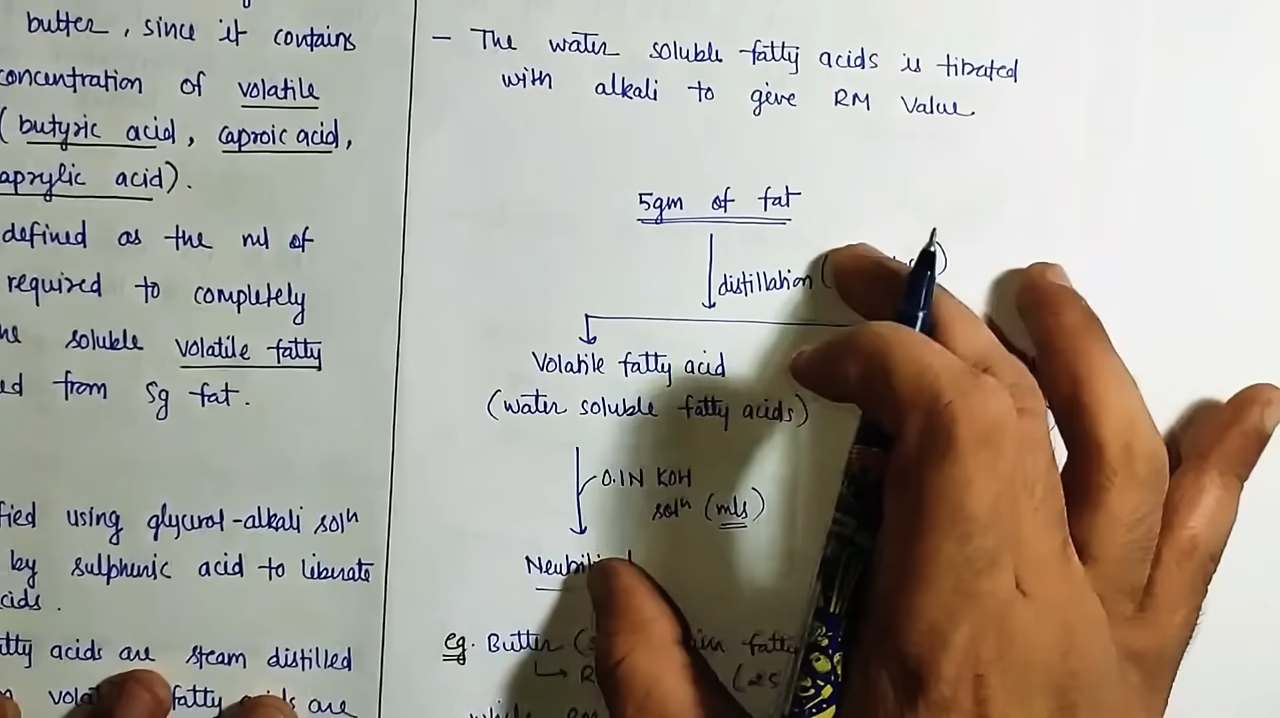 butter, since it contains
concentration of volatile
(butyric acid, caproic acid,
aprylic acid).
defined as the ml of
required to completely
soluble volatile fatty
from 5g fat.
using glycerol-alkali solⁿ
by sulphuric acid to liberate
cids.
atty acids are steam distilled
fatty are
- The water soluble fatty acids is titrated
with alkali to give RM Value
5gm of fat
distillation (
Volatile fatty acid
(water soluble fatty acids)
0.1N KOH
solⁿ (mls)
eg. Butter (